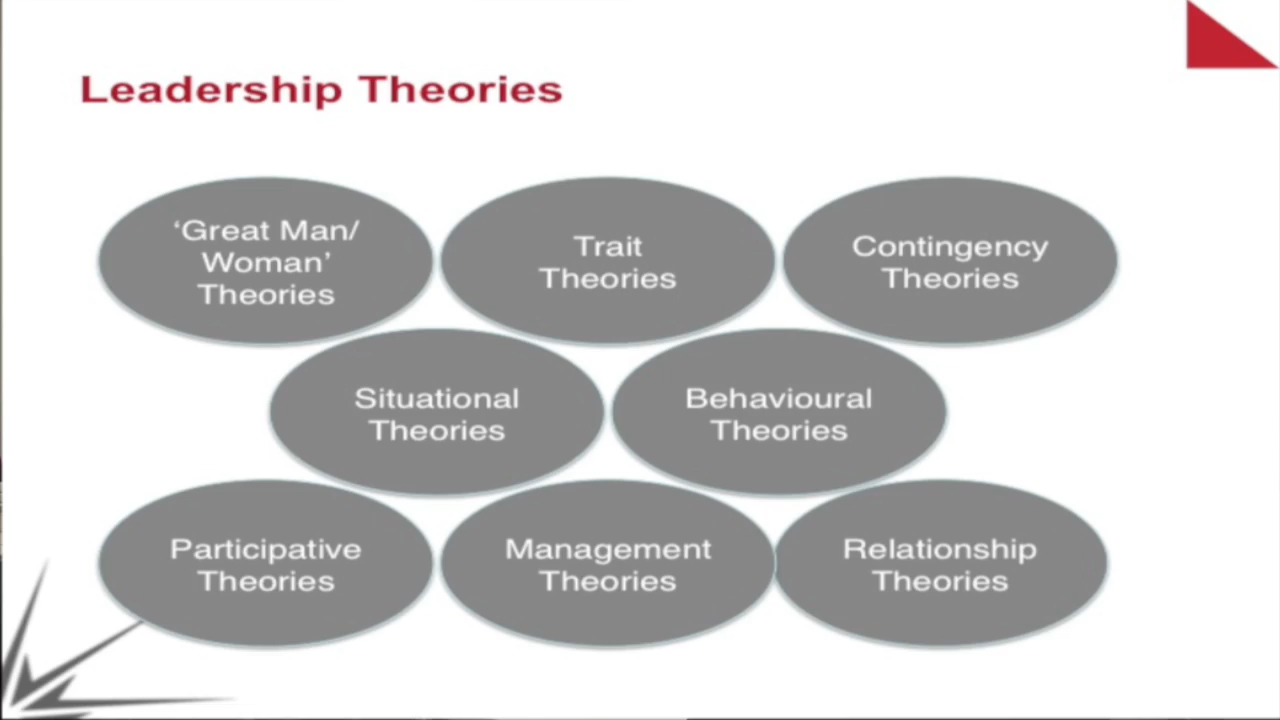 Leadership Theories
‘Great Man/
Woman’
Theories
Trait
Theories
Contingency
Theories
Situational
Theories
Behavioural
Theories
Participative
Theories
Management
Theories
Relationship
Theories